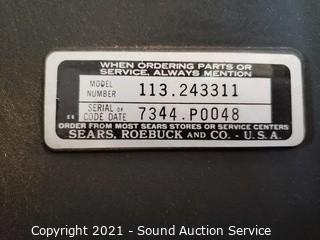 WHEN ORDERING PARTS OR
SERVICE, ALWAYS MENTION
MODEL
NUMBER
113.243311
SERIAL OR
CODE DATE
7344.P0048
ORDER FROM MOST SEARS STORES OR SERVICE CENTERS
SEARS, ROEBUCK AND CO. - U.S.A.
Copyright 2021 - Sound Auction Service